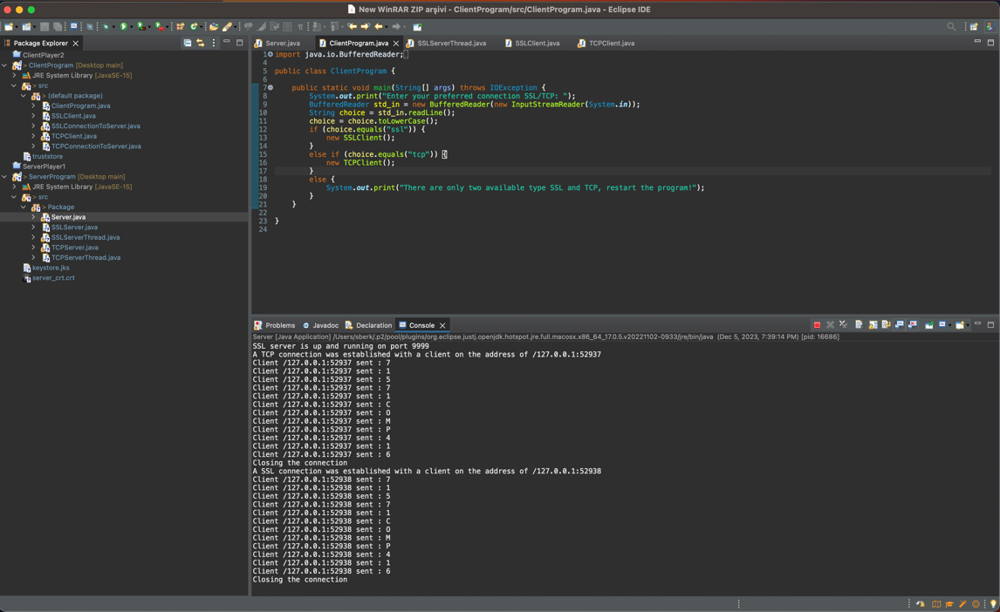 New WinRAR ZIP arşivi - ClientProgram/src/ClientProgram.java - Eclipse IDE
Package Explorer
ClientPlayer2
> ClientProgram [Desktop main]
JRE System Library [JavaSE-15]
> src
> (default package)
ClientProgram.java
SSLClient.java
SSLConnectionToServer.java
TCPClient.java
TCPConnectionToServer.java
truststore
ServerPlayer1
> ServerProgram [Desktop main]
JRE System Library [JavaSE-15]
> src
> Package
Server.java
SSLServer.java
SSLServerThread.java
TCPServer.java
TCPServerThread.java
keystore.jks
server_crt.crt
Server.java ClientProgram.java SSLServerThread.java SSLClient.java TCPClient.java
1 import java.io.BufferedReader;
4
5 public class ClientProgram {
6
7 public static void main(String[] args) throws IOException {
8 System.out.print("Enter your preferred connection SSL/TCP: ");
9 BufferedReader std_in = new BufferedReader(new InputStreamReader(System.in));
10 String choice = std_in.readLine();
11 choice = choice.toLowerCase();
12 if (choice.equals("ssl")) {
13 new SSLClient();
14 }
15 else if (choice.equals("tcp")) {
16 new TCPClient();
17 }
18 else {
19 System.out.print("There are only two available type SSL and TCP, restart the program!");
20 }
21 }
22
23 }
24
Problems Javadoc Declaration Console
Server [Java Application] /Users/sberk/.p2/pool/plugins/org.eclipse.justj.openjdk.hotspot.jre.full.macosx.x86_64_17.0.5.v20221102-0933/jre/bin/java (Dec 5, 2023, 7:39:14 PM) [pid: 16686]
SSL server is up and running on port 9999
A TCP connection was established with a client on the address of /127.0.0.1:52937
Client /127.0.0.1:52937 sent : 7
Client /127.0.0.1:52937 sent : 1
Client /127.0.0.1:52937 sent : 5
Client /127.0.0.1:52937 sent : 7
Client /127.0.0.1:52937 sent : 1
Client /127.0.0.1:52937 sent : C
Client /127.0.0.1:52937 sent : O
Client /127.0.0.1:52937 sent : M
Client /127.0.0.1:52937 sent : P
Client /127.0.0.1:52937 sent : 4
Client /127.0.0.1:52937 sent : 1
Client /127.0.0.1:52937 sent : 6
Closing the connection
A SSL connection was established with a client on the address of /127.0.0.1:52938
Client /127.0.0.1:52938 sent : 7
Client /127.0.0.1:52938 sent : 1
Client /127.0.0.1:52938 sent : 5
Client /127.0.0.1:52938 sent : 7
Client /127.0.0.1:52938 sent : 1
Client /127.0.0.1:52938 sent : C
Client /127.0.0.1:52938 sent : O
Client /127.0.0.1:52938 sent : M
Client /127.0.0.1:52938 sent : P
Client /127.0.0.1:52938 sent : 4
Client /127.0.0.1:52938 sent : 1
Client /127.0.0.1:52938 sent : 6
Closing the connection